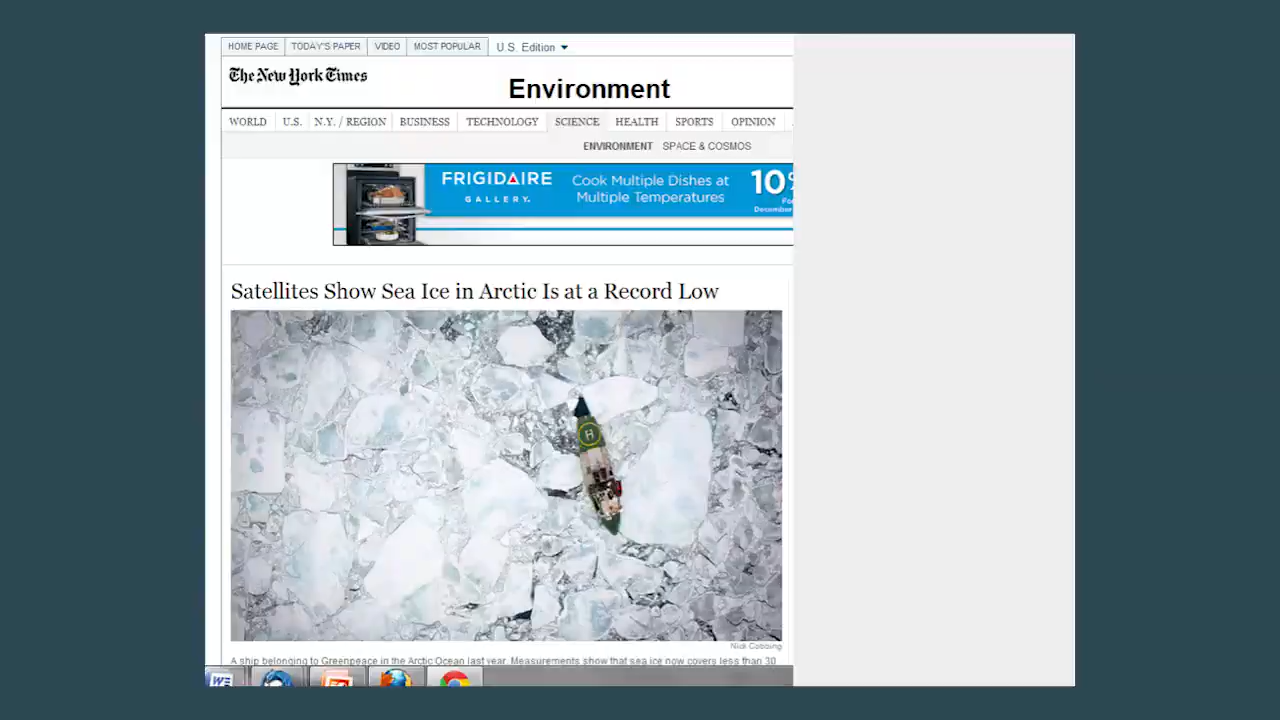 HOME PAGE TODAY'S PAPER VIDEO MOST POPULAR U.S. Edition
The New York Times
Environment
WORLD U.S. N.Y. / REGION BUSINESS TECHNOLOGY SCIENCE HEALTH SPORTS OPINION
ENVIRONMENT SPACE & COSMOS
FRIGIDAIRE
GALLERY.
Cook Multiple Dishes at
Multiple Temperatures
10%
Fo
December
Satellites Show Sea Ice in Arctic Is at a Record Low
H
Nick Cobbing
A ship belonging to Greenpeace in the Arctic Ocean last year. Measurements show that sea ice now covers less than 30